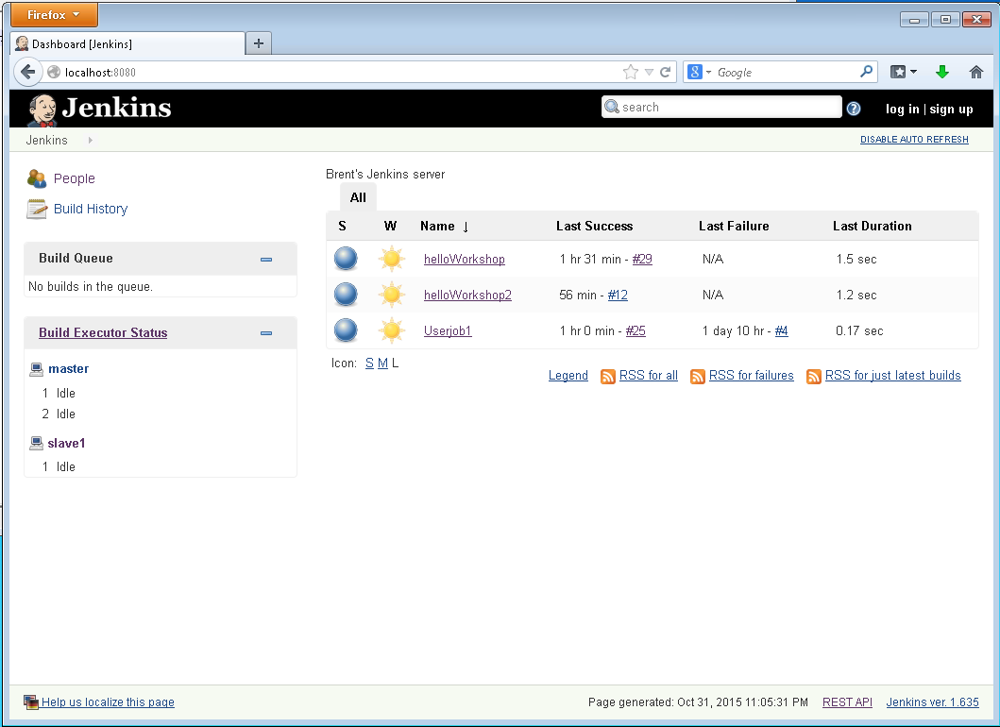 Firefox
Dashboard [Jenkins]
localhost:8080
8 Google
Jenkins
search
log in | sign up
Jenkins
DISABLE AUTO REFRESH
People
Build History
Build Queue
No builds in the queue.
Build Executor Status
master
1 Idle
2 Idle
slave1
1 Idle
Brent's Jenkins server
All
S W Name ↓ Last Success Last Failure Last Duration
helloWorkshop 1 hr 31 min - #29 N/A 1.5 sec
helloWorkshop2 56 min - #12 N/A 1.2 sec
Userjob1 1 hr 0 min - #25 1 day 10 hr - #4 0.17 sec
Icon: S M L
Legend RSS for all RSS for failures RSS for just latest builds
Help us localize this page
Page generated: Oct 31, 2015 11:05:31 PM REST API Jenkins ver. 1.635